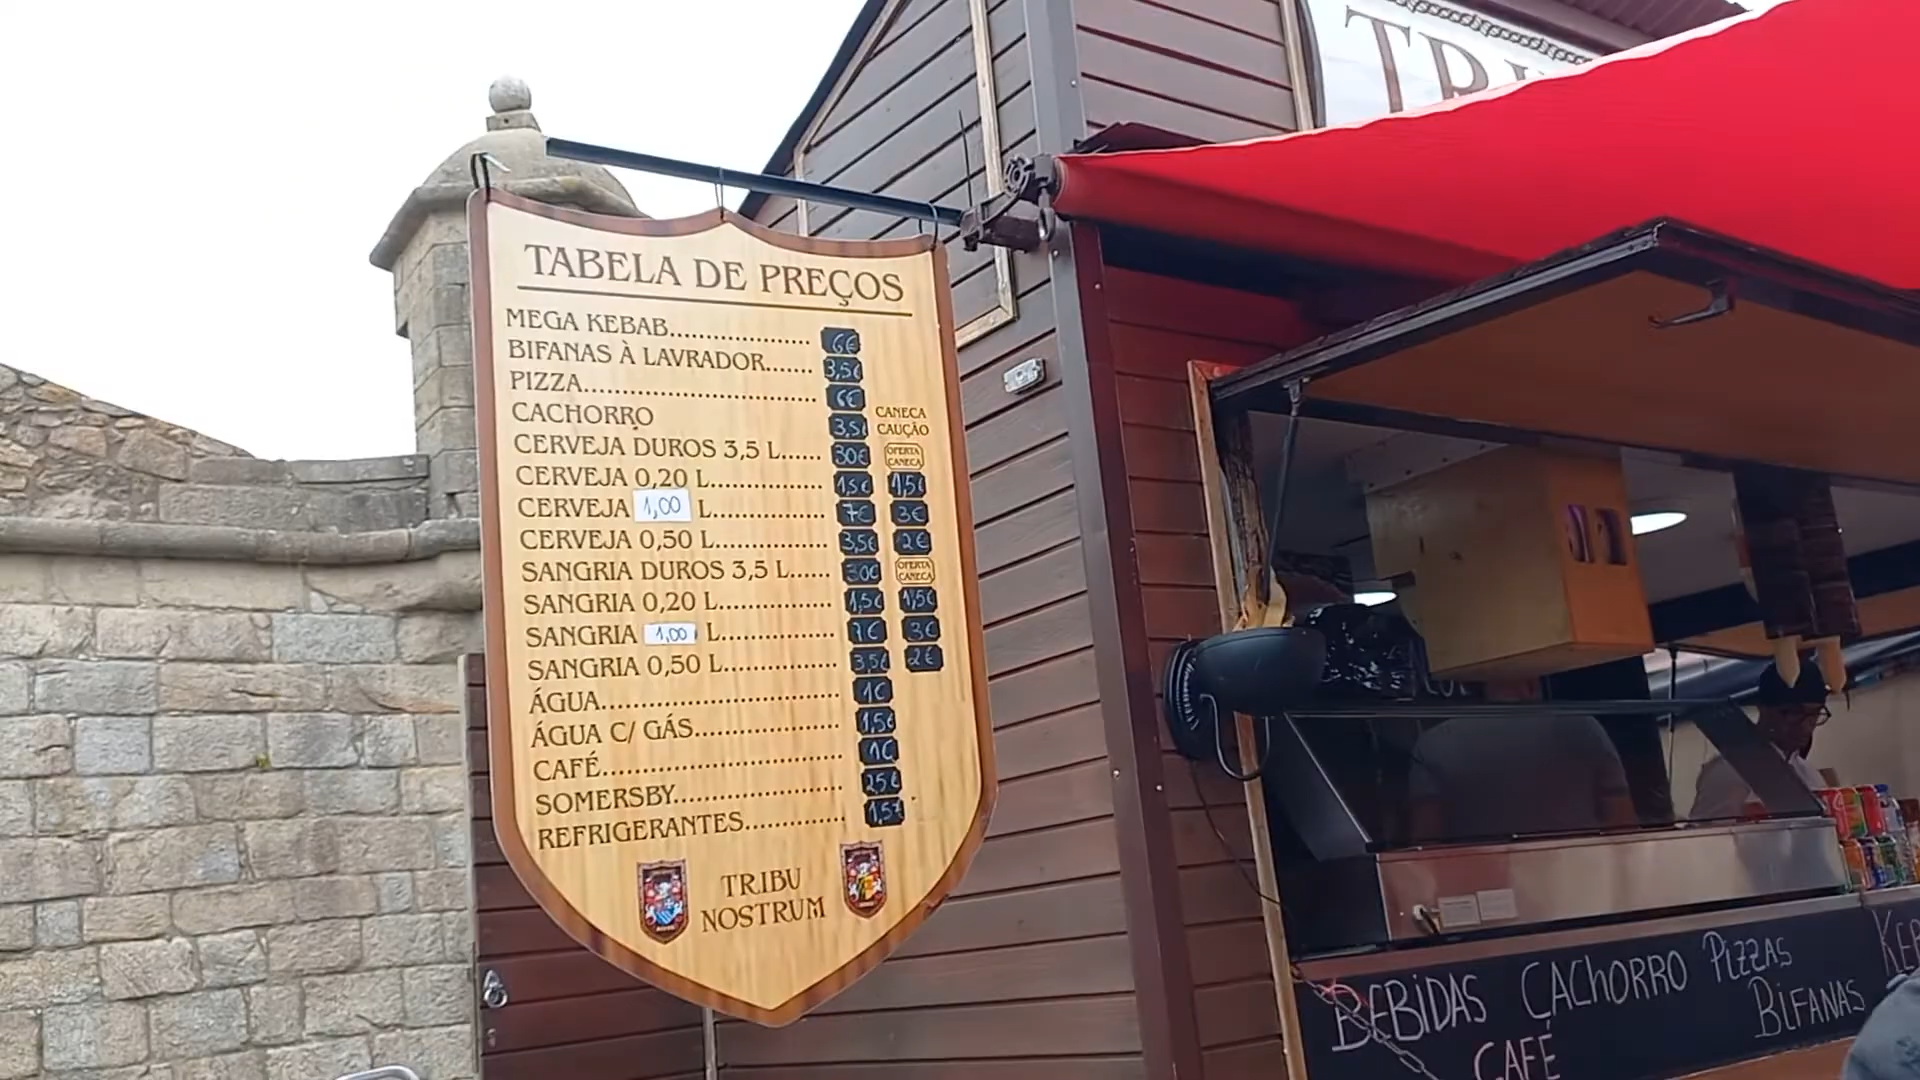 TABELA DE PREÇOS
MEGA KEBAB.................... 6€
BIFANAS À LAVRADOR....... 3,5€
PIZZA................................. 6€
CACHORRO 3,5€
CANECA
CAUÇÃO
CERVEJA DUROS 3,5 L...... 30€ OFERTA CANECA
CERVEJA 0,20 L................. 1,5€ 1,5€
CERVEJA 1,00 L................. 7€ 3€
CERVEJA 0,50 L................ 3,5€ 2€
SANGRIA DUROS 3,5 L...... 30€ OFERTA CANECA
SANGRIA 0,20 L................ 1,5€ 1,5€
SANGRIA 1,00 L................. 7€ 3€
SANGRIA 0,50 L................ 3,5€ 2€
ÁGUA.................................. 1€
ÁGUA C/ GÁS..................... 1,5€
CAFÉ................................... 1€
SOMERSBY........................ 2,5€
REFRIGERANTES.............. 1,5€
TRIBU
NOSTRUM
BEBIDAS CACHORRO PIZZAS
BIFANAS
CAFÉ